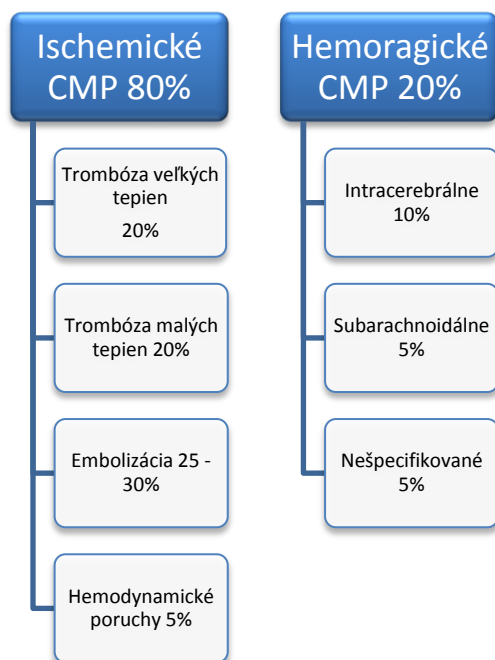 Ischemické
CMP 80%
Trombóza veľkých
tepien
20%
Trombóza malých
tepien 20%
Embolizácia 25 -
30%
Hemodynamické
poruchy 5%
Hemoragické
CMP 20%
Intracerebrálne
10%
Subarachnoidálne
5%
Nešpecifikované
5%